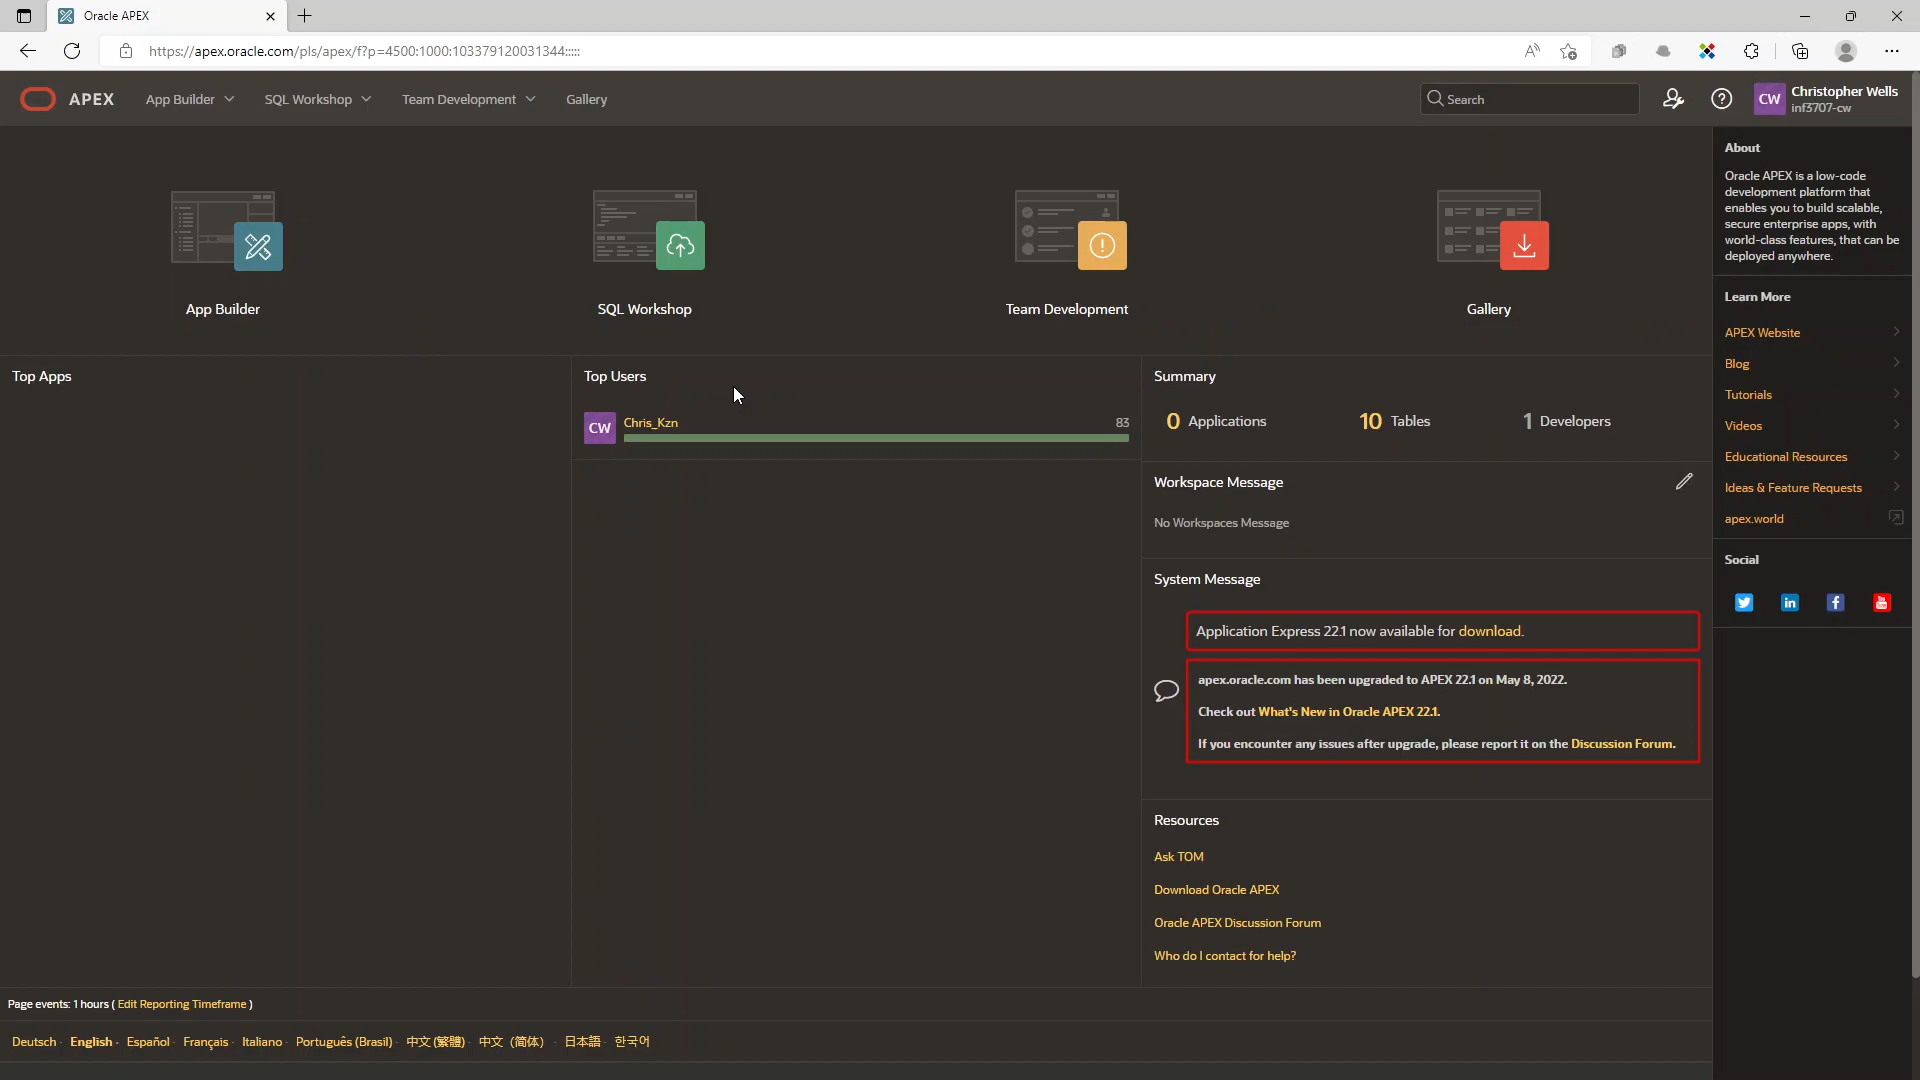 Oracle APEX
https://apex.oracle.com/pls/apex/f?p=4500:1000:103379120031344:::::
APEX
App Builder
SQL Workshop
Team Development
Gallery
Search
CW
Christopher Wells
inf3707-cw
App Builder
SQL Workshop
Team Development
Gallery
About
Oracle APEX is a low-code
development platform that
enables you to build scalable,
secure enterprise apps, with
world-class features, that can be
deployed anywhere.
Learn More
APEX Website
Blog
Tutorials
Videos
Educational Resources
Ideas & Feature Requests
apex.world
Social
Top Apps
Top Users
CW
Chris_Kzn
83
Summary
0 Applications
10 Tables
1 Developers
Workspace Message
No Workspaces Message
System Message
Application Express 22.1 now available for download.
apex.oracle.com has been upgraded to APEX 22.1 on May 8, 2022.
Check out What's New in Oracle APEX 22.1.
If you encounter any issues after upgrade, please report it on the Discussion Forum.
Resources
Ask TOM
Download Oracle APEX
Oracle APEX Discussion Forum
Who do I contact for help?
Page events: 1 hours ( Edit Reporting Timeframe )
Deutsch · English · Español · Français · Italiano · Português (Brasil) · 中文 (繁體) · 中文（简体） · 日本語 · 한국어